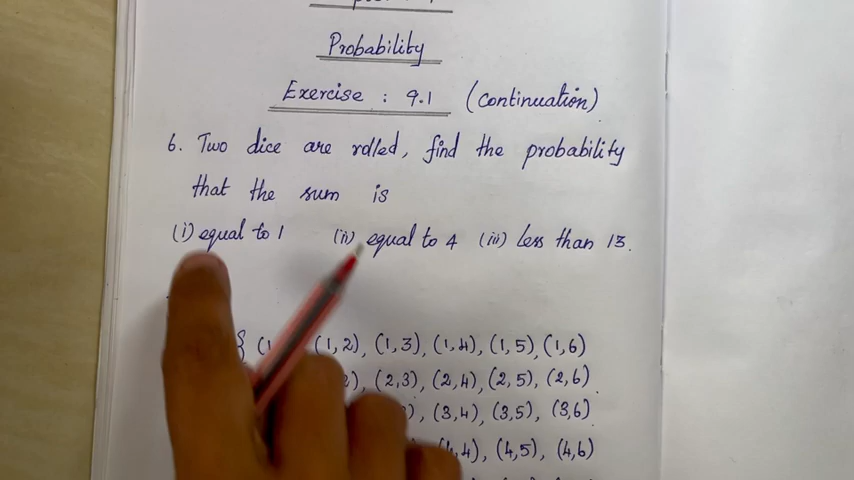 Probability
Exercise : 9.1 (continuation)
6. Two dice are rolled, find the probability
that the sum is
(i) equal to 1 (ii) equal to 4 (iii) less than 13.
(1, 2), (1,3), (1,4), (1,5), (1,6)
(2,3), (2,4), (2,5), (2,6)
(3,4), (3,5), (3,6)
(4,5), (4,6)